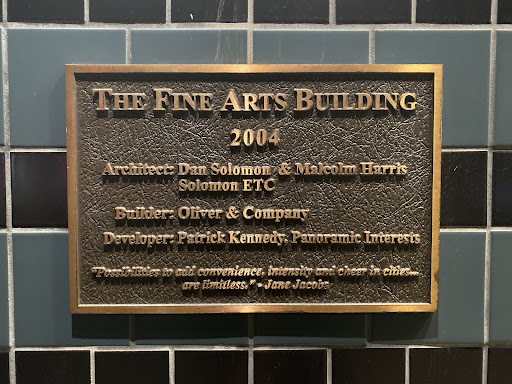 THE FINE ARTS BUILDING
2004
Architect: Dan Solomon & Malcolm Harris
Solomon ETC
Builder: Oliver & Company
Developer: Patrick Kennedy, Panoramic Interests
"Possibilities to add convenience, intensity and cheer in cities...
are limitless." - Jane Jacobs